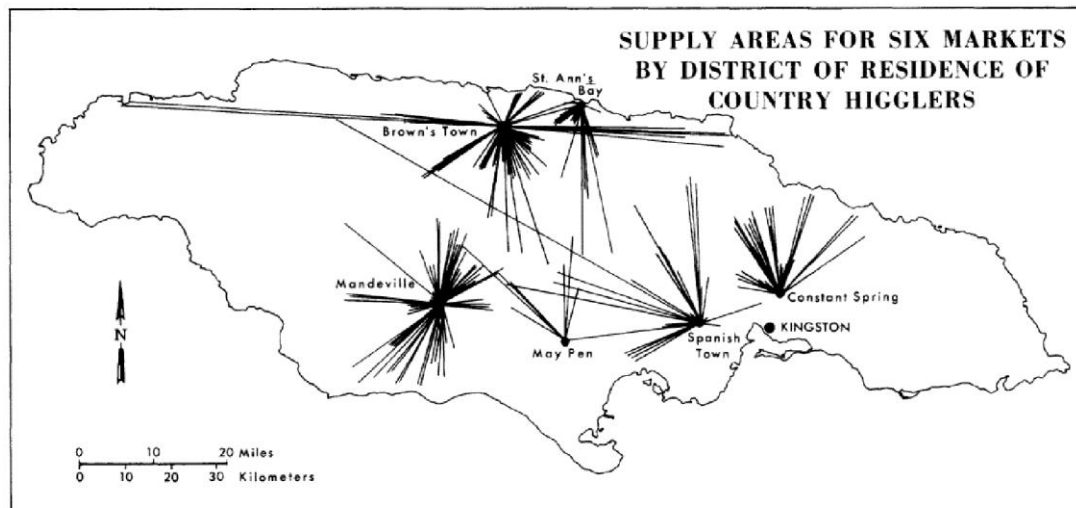 SUPPLY AREAS FOR SIX MARKETS
BY DISTRICT OF RESIDENCE OF
COUNTRY HIGGLERS
St. Ann's
Bay
Brown's Town
Mandeville
Constant Spring
KINGSTON
Spanish
Town
May Pen
N
0 10 20 Miles
0 10 20 30 Kilometers